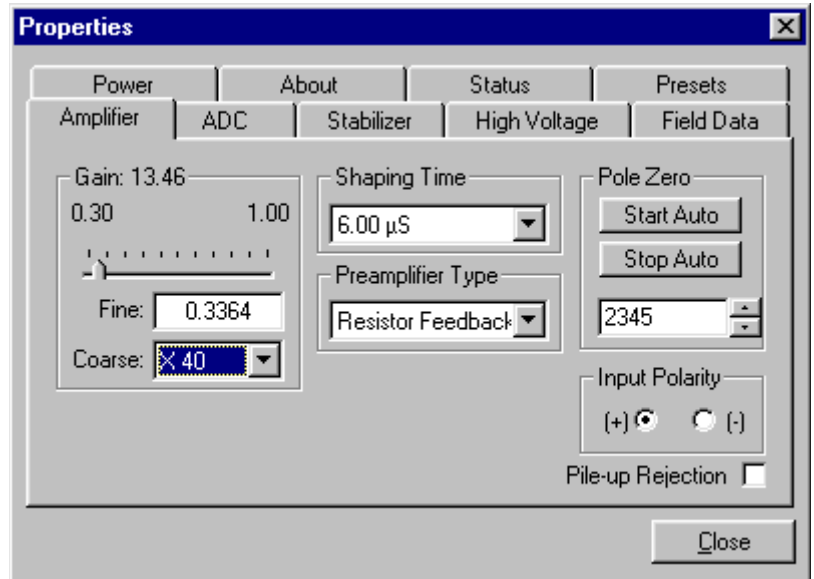 Properties
Power About Status Presets
Amplifier ADC Stabilizer High Voltage Field Data
Gain: 13.46
0.30 1.00
Fine: 0.3364
Coarse: X 40
Shaping Time
6.00 µS
Preamplifier Type
Resistor Feedback
Pole Zero
Start Auto
Stop Auto
2345
Input Polarity
(+) (-)
Pile-up Rejection
Close